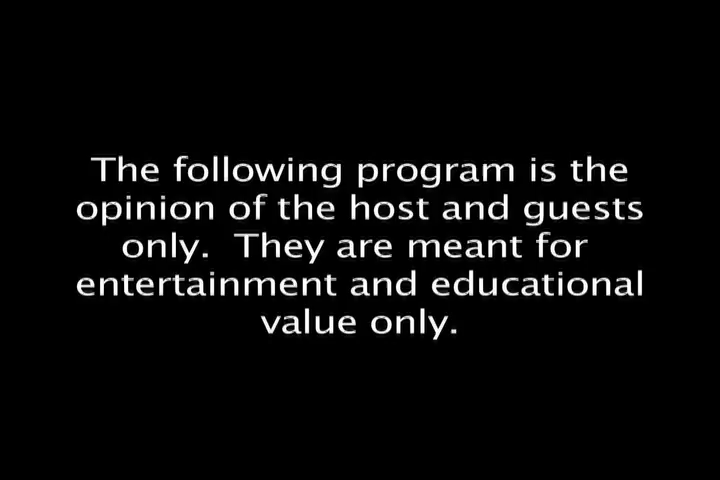 The following program is the
opinion of the host and guests
only.  They are meant for
entertainment and educational
value only.